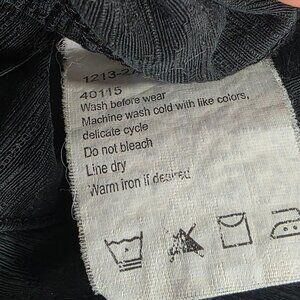 40115
Wash before wear
Machine wash cold with like colors,
delicate cycle
Do not bleach
Line dry
Warm iron if desired